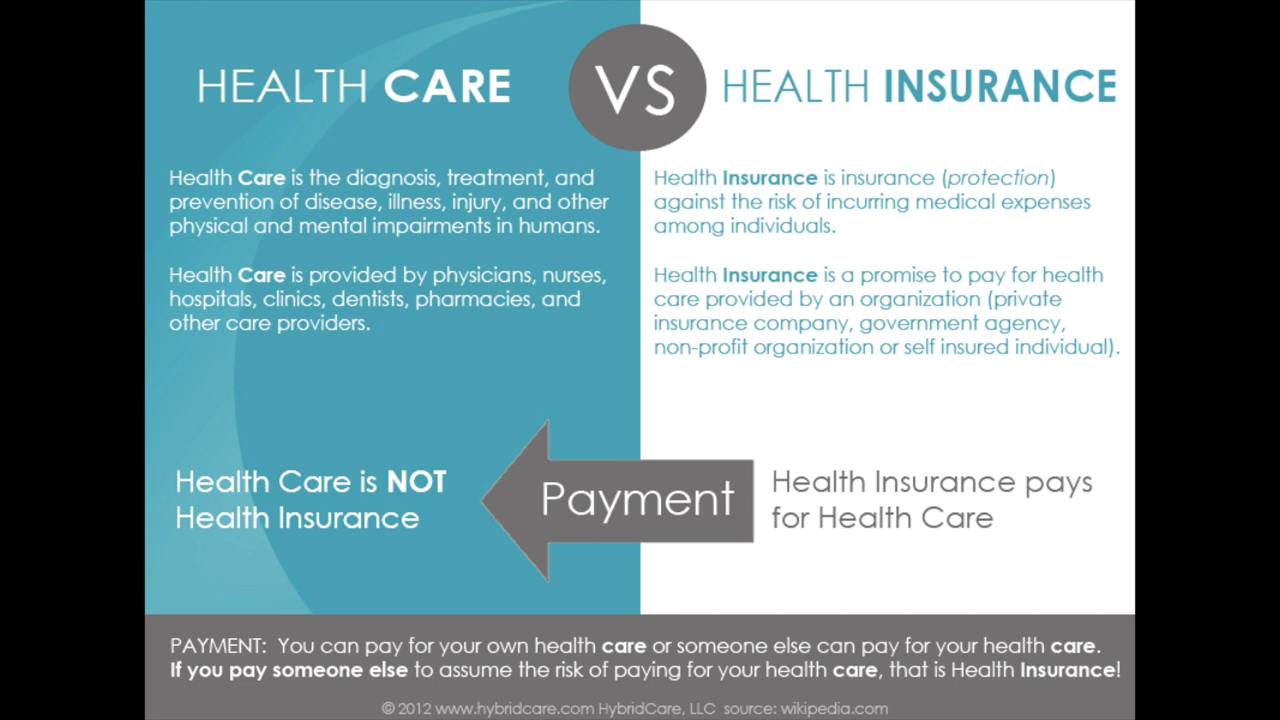 HEALTH CARE
VS
HEALTH INSURANCE
Health Care is the diagnosis, treatment, and
prevention of disease, illness, injury, and other
physical and mental impairments in humans.
Health Care is provided by physicians, nurses,
hospitals, clinics, dentists, pharmacies, and
other care providers.
Health Insurance is insurance (protection)
against the risk of incurring medical expenses
among individuals.
Health Insurance is a promise to pay for health
care provided by an organization (private
insurance company, government agency,
non-profit organization or self insured individual).
Health Care is NOT
Health Insurance
Payment
Health Insurance pays
for Health Care
PAYMENT: You can pay for your own health care or someone else can pay for your health care.
If you pay someone else to assume the risk of paying for your health care, that is Health Insurance!
© 2012 www.hybridcare.com HybridCare, LLC source: wikipedia.com